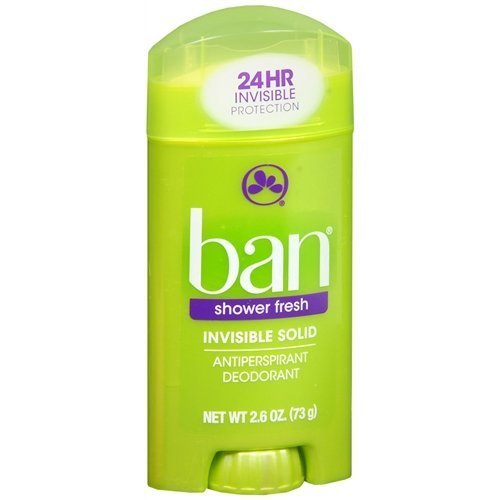 24HR
INVISIBLE
PROTECTION
ban®
shower fresh
INVISIBLE SOLID
ANTIPERSPIRANT
DEODORANT
NET WT 2.6 OZ. (73 g)